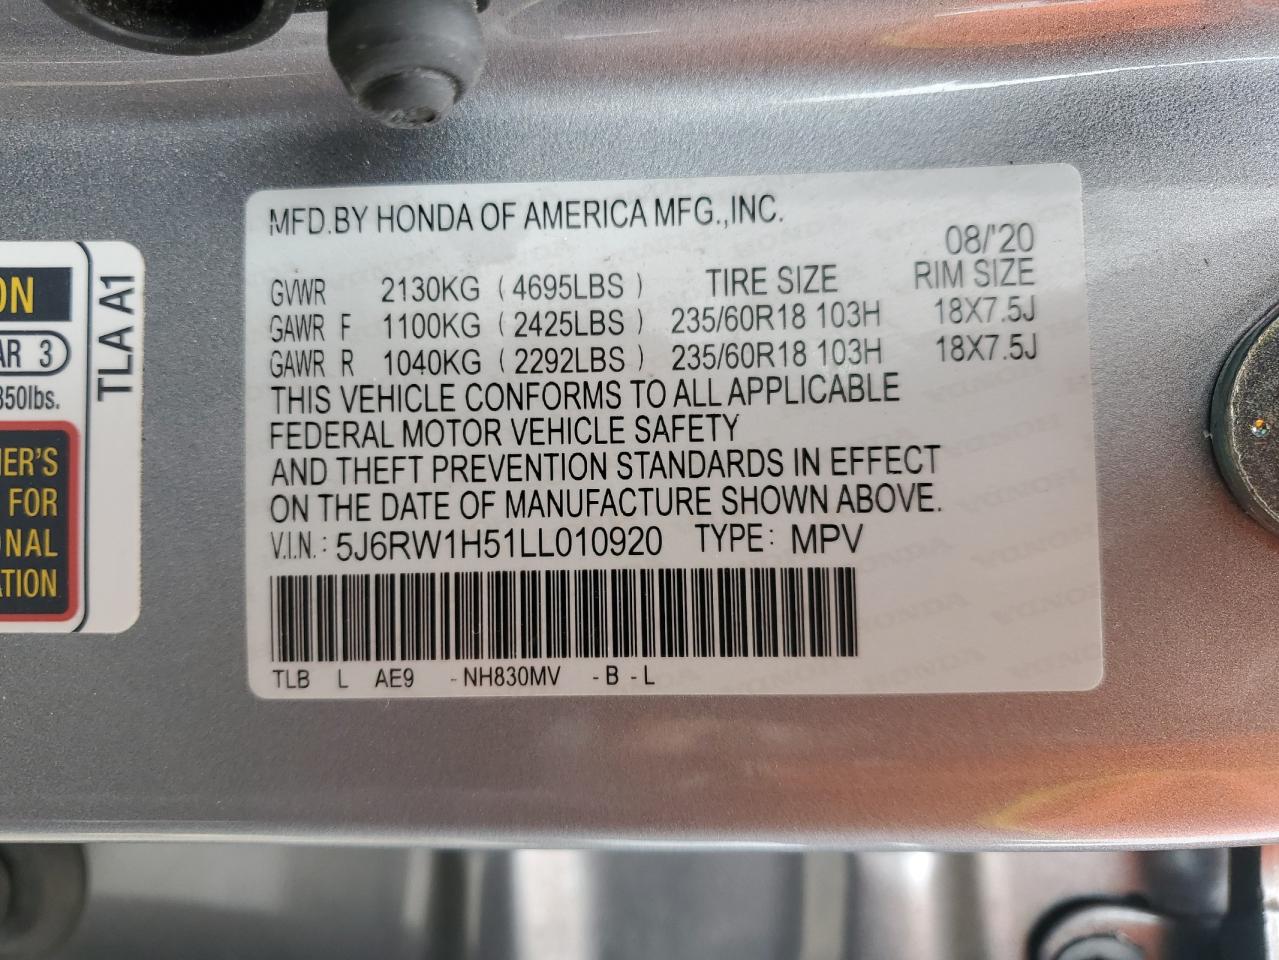 MFD.BY HONDA OF AMERICA MFG.,INC.
08/'20
GVWR 2130KG ( 4695LBS ) TIRE SIZE RIM SIZE
GAWR F 1100KG ( 2425LBS ) 235/60R18 103H 18X7.5J
GAWR R 1040KG ( 2292LBS ) 235/60R18 103H 18X7.5J
THIS VEHICLE CONFORMS TO ALL APPLICABLE
FEDERAL MOTOR VEHICLE SAFETY
AND THEFT PREVENTION STANDARDS IN EFFECT
ON THE DATE OF MANUFACTURE SHOWN ABOVE.
V.I.N.: 5J6RW1H51LL010920 TYPE: MPV
TLB L AE9 -NH830MV -B -L
ON
AR 3
350lbs.
ER'S
FOR
NAL
ATION
TLA A1